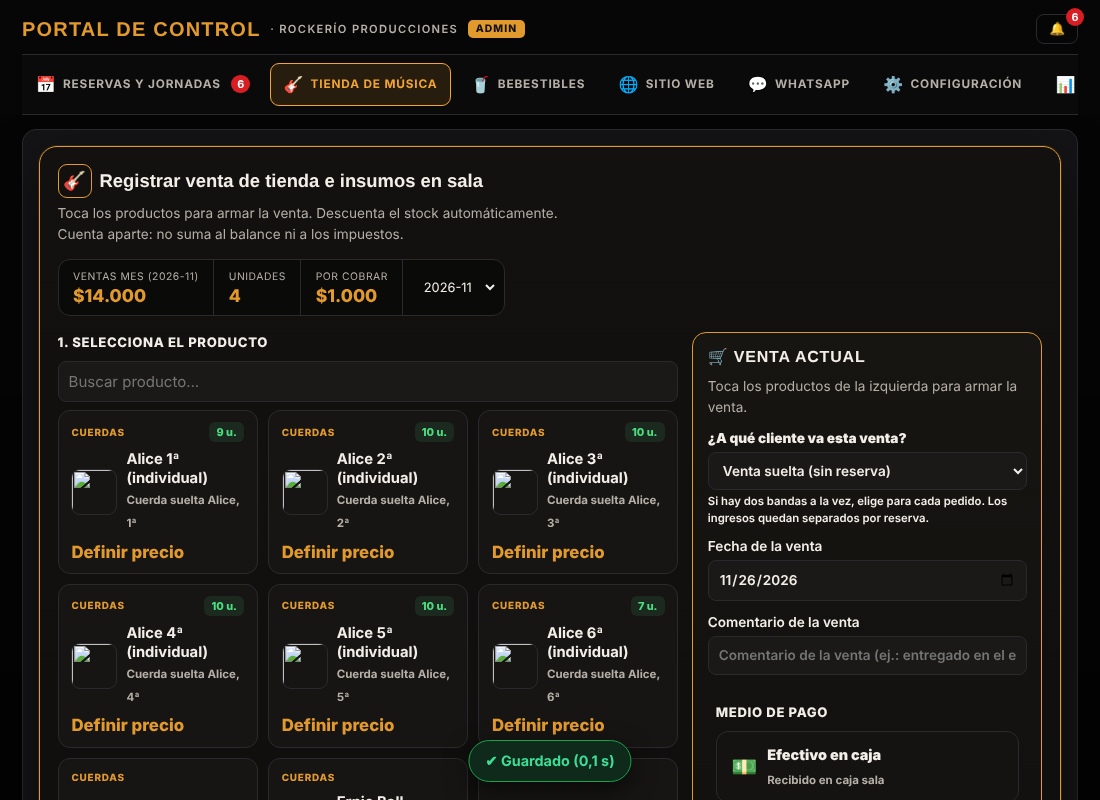 PORTAL DE CONTROL · ROCKERÍO PRODUCCIONES ADMIN
6
RESERVAS Y JORNADAS 6 TIENDA DE MÚSICA BEBESTIBLES SITIO WEB WHATSAPP CONFIGURACIÓN
Registrar venta de tienda e insumos en sala
Toca los productos para armar la venta. Descuenta el stock automáticamente.
Cuenta aparte: no suma al balance ni a los impuestos.
VENTAS MES (2026-11) UNIDADES POR COBRAR
$14.000 4 $1.000 2026-11
1. SELECCIONA EL PRODUCTO
Buscar producto...
CUERDAS 9 u.
Alice 1ª
(individual)
Cuerda suelta Alice,
1ª
Definir precio
CUERDAS 10 u.
Alice 2ª
(individual)
Cuerda suelta Alice,
2ª
Definir precio
CUERDAS 10 u.
Alice 3ª
(individual)
Cuerda suelta Alice,
3ª
Definir precio
CUERDAS 10 u.
Alice 4ª
(individual)
Cuerda suelta Alice,
4ª
Definir precio
CUERDAS 10 u.
Alice 5ª
(individual)
Cuerda suelta Alice,
5ª
Definir precio
CUERDAS 7 u.
Alice 6ª
(individual)
Cuerda suelta Alice,
6ª
Definir precio
CUERDAS
CUERDAS
Ernie Ball
✔ Guardado (0,1 s)
VENTA ACTUAL
Toca los productos de la izquierda para armar la
venta.
¿A qué cliente va esta venta?
Venta suelta (sin reserva)
Si hay dos bandas a la vez, elige para cada pedido. Los
ingresos quedan separados por reserva.
Fecha de la venta
11/26/2026
Comentario de la venta
Comentario de la venta (ej.: entregado en el e
MEDIO DE PAGO
Efectivo en caja
Recibido en caja sala